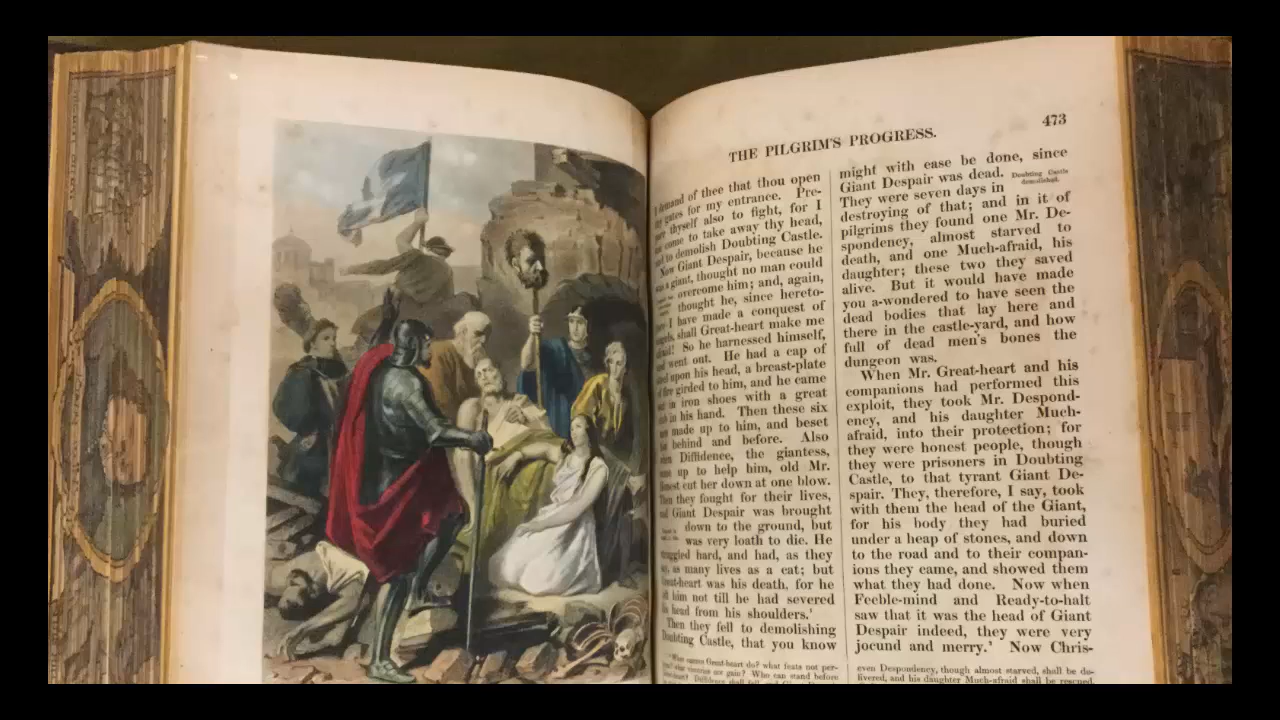 THE PILGRIM'S PROGRESS.
473
demand of thee that thou open
gates for my entrance. Pre-
thyself also to fight, for I
come to take away thy head,
to demolish Doubting Castle.
Now Giant Despair, because he
was a giant, thought no man could
overcome him; and, again,
thought he, since hereto-
I have made a conquest of
angels, shall Great-heart make me
afraid! So he harnessed himself,
and went out. He had a cap of
upon his head, a breast-plate
of fire girded to him, and he came
out in iron shoes with a great
club in his hand. Then these six
men made up to him, and beset
him behind and before. Also
when Diffidence, the giantess,
came up to help him, old Mr.
Honest cut her down at one blow.
Then they fought for their lives,
and Giant Despair was brought
down to the ground, but
was very loath to die. He
struggled hard, and had, as they
say, as many lives as a cat; but
Great-heart was his death, for he
left him not till he had severed
his head from his shoulders.'
Then they fell to demolishing
Doubting Castle, that you know
'What cannot Great-heart do? what feats not per-
victories not gain? Who can stand before
Diffidence shall
might with ease be done, since
Giant Despair was dead.
Doubting Castle
demolished.
They were seven days in
destroying of that; and in it of
pilgrims they found one Mr. De-
spondency, almost starved to
death, and one Much-afraid, his
daughter; these two they saved
alive. But it would have made
you a-wondered to have seen the
dead bodies that lay here and
there in the castle-yard, and how
full of dead men's bones the
dungeon was.
When Mr. Great-heart and his
companions had performed this
exploit, they took Mr. Despond-
ency, and his daughter Much-
afraid, into their protection; for
they were honest people, though
they were prisoners in Doubting
Castle, to that tyrant Giant De-
spair. They, therefore, I say, took
with them the head of the Giant,
for his body they had buried
under a heap of stones, and down
to the road and to their compan-
ions they came, and showed them
what they had done. Now when
Feeble-mind and Ready-to-halt
saw that it was the head of Giant
Despair indeed, they were very
jocund and merry.' Now Chris-
even Despondency, though almost starved, shall be de-
livered, and his daughter Much-afraid shall be rescued.